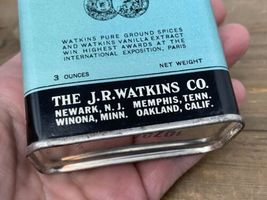 WATKINS PURE GROUND SPICES
AND WATKINS VANILLA EXTRACT
WIN HIGHEST AWARDS AT THE
INTERNATIONAL EXPOSITION, PARIS
3 OUNCES NET WEIGHT
THE J.R. WATKINS CO.
NEWARK, N.J. MEMPHIS, TENN.
WINONA, MINN. OAKLAND, CALIF.